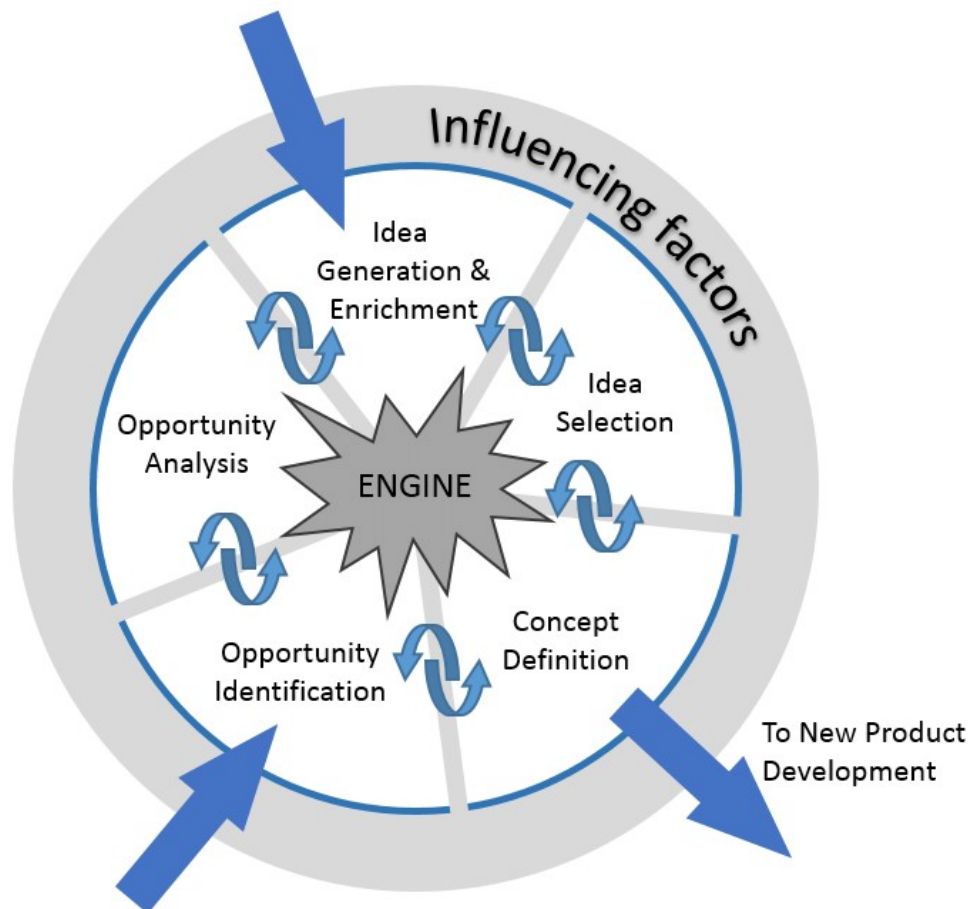 Influencing factors
Idea
Generation &
Enrichment
Idea
Selection
Opportunity
Analysis
ENGINE
Concept
Definition
Opportunity
Identification
To New Product
Development